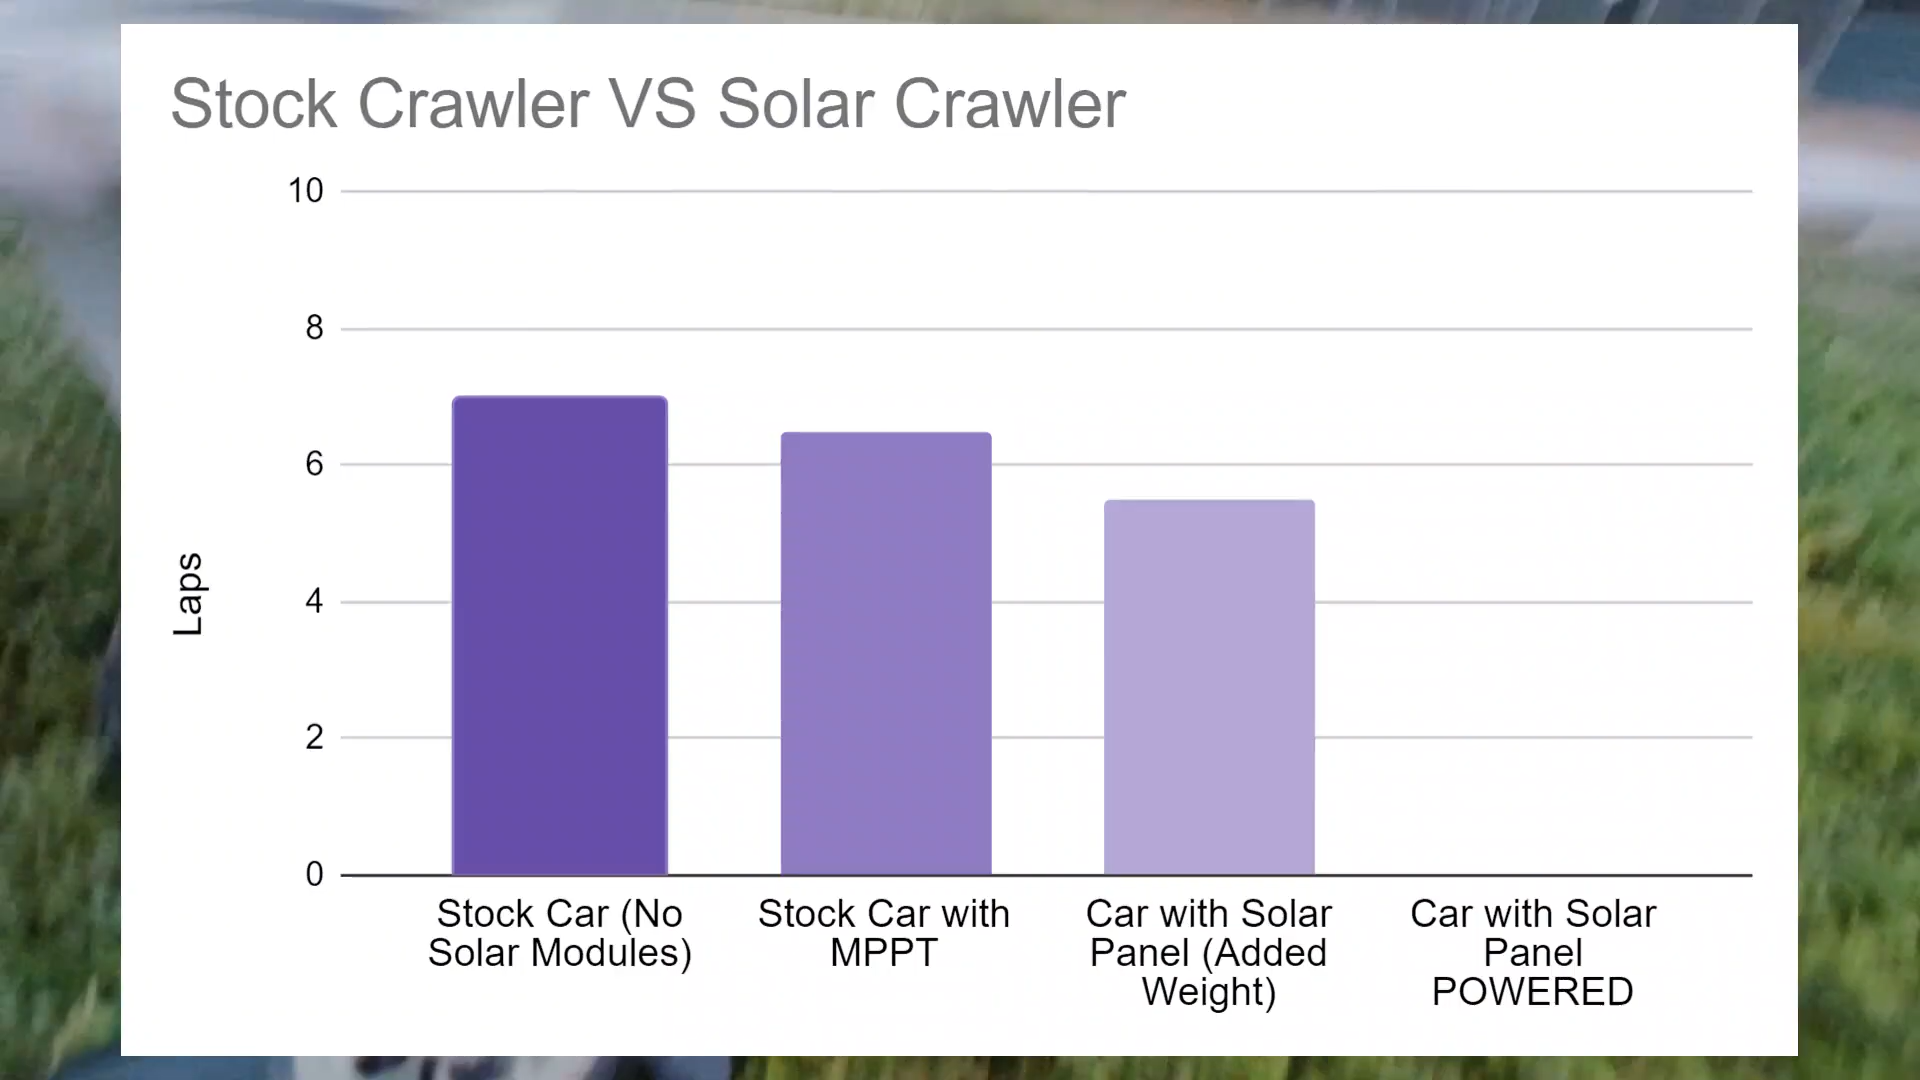 Stock Crawler VS Solar Crawler
10
8
6
4
2
0
Laps
Stock Car (No
Solar Modules)
Stock Car with
MPPT
Car with Solar
Panel (Added
Weight)
Car with Solar
Panel
POWERED